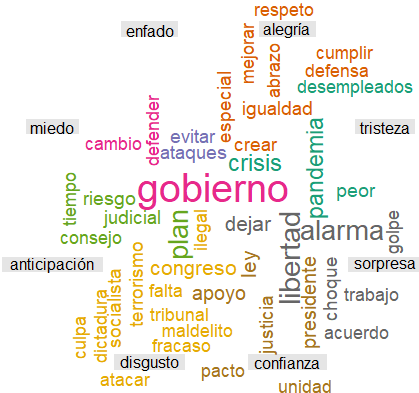 respeto
enfado
alegría
mejorar
abrazo
cumplir
defensa
desempleados
especial
igualdad
miedo
defender
evitar
tristeza
cambio
ataques
crear
crisis
pandemia
gobierno
peor
tiempo
riesgo
judicial
plan
ilegal
dejar
libertad
alarma
golpe
consejo
anticipación
congreso
ley
sorpresa
terrorismo
falta
apoyo
presidente
choque
trabajo
culpa
dictadura
socialista
tribunal
justicia
maldelito
fracaso
acuerdo
disgusto
confianza
pacto
atacar
unidad